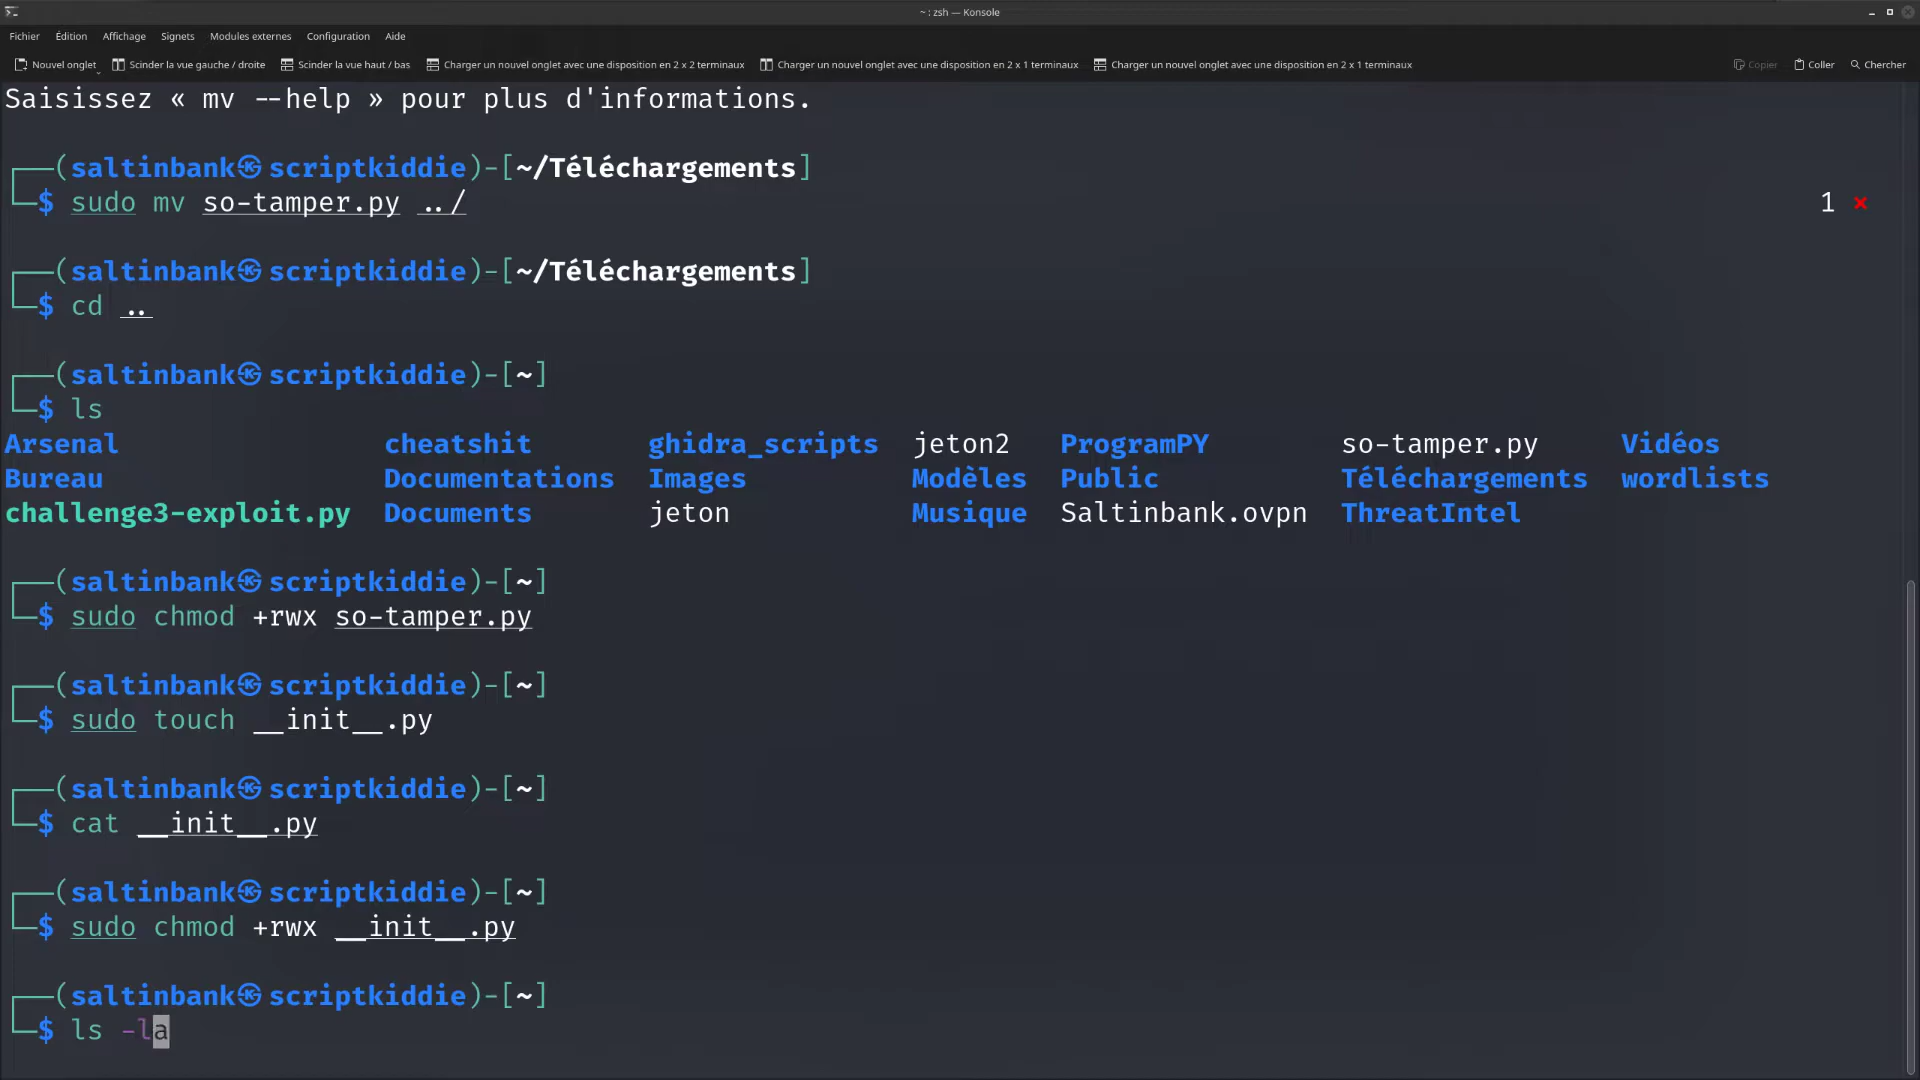 ~ : zsh — Konsole
Fichier Édition Affichage Signets Modules externes Configuration Aide
Nouvel onglet Scinder la vue gauche / droite Scinder la vue haut / bas Charger un nouvel onglet avec une disposition en 2 x 2 terminaux Charger un nouvel onglet avec une disposition en 2 x 1 terminaux Charger un nouvel onglet avec une disposition en 2 x 1 terminaux Copier Coller Chercher
Saisissez « mv --help » pour plus d'informations.
┌──(saltinbank㉿scriptkiddie)-[~/Téléchargements]
└─$ sudo mv so-tamper.py ../ 1 ⨯
┌──(saltinbank㉿scriptkiddie)-[~/Téléchargements]
└─$ cd ..
┌──(saltinbank㉿scriptkiddie)-[~]
└─$ ls
Arsenal cheatshit ghidra_scripts jeton2 ProgramPY so-tamper.py Vidéos
Bureau Documentations Images Modèles Public Téléchargements wordlists
challenge3-exploit.py Documents jeton Musique Saltinbank.ovpn ThreatIntel
┌──(saltinbank㉿scriptkiddie)-[~]
└─$ sudo chmod +rwx so-tamper.py
┌──(saltinbank㉿scriptkiddie)-[~]
└─$ sudo touch __init__.py
┌──(saltinbank㉿scriptkiddie)-[~]
└─$ cat __init__.py
┌──(saltinbank㉿scriptkiddie)-[~]
└─$ sudo chmod +rwx __init__.py
┌──(saltinbank㉿scriptkiddie)-[~]
└─$ ls -la